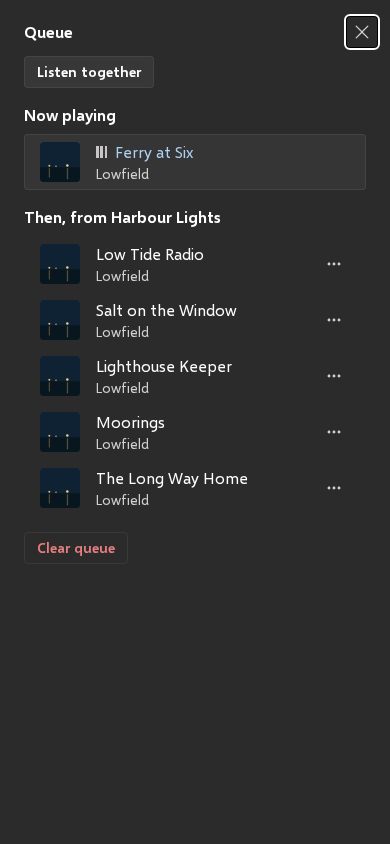 Queue
Listen together
Now playing
Ferry at Six
Lowfield
Then, from Harbour Lights
Low Tide Radio
Lowfield
Salt on the Window
Lowfield
Lighthouse Keeper
Lowfield
Moorings
Lowfield
The Long Way Home
Lowfield
Clear queue